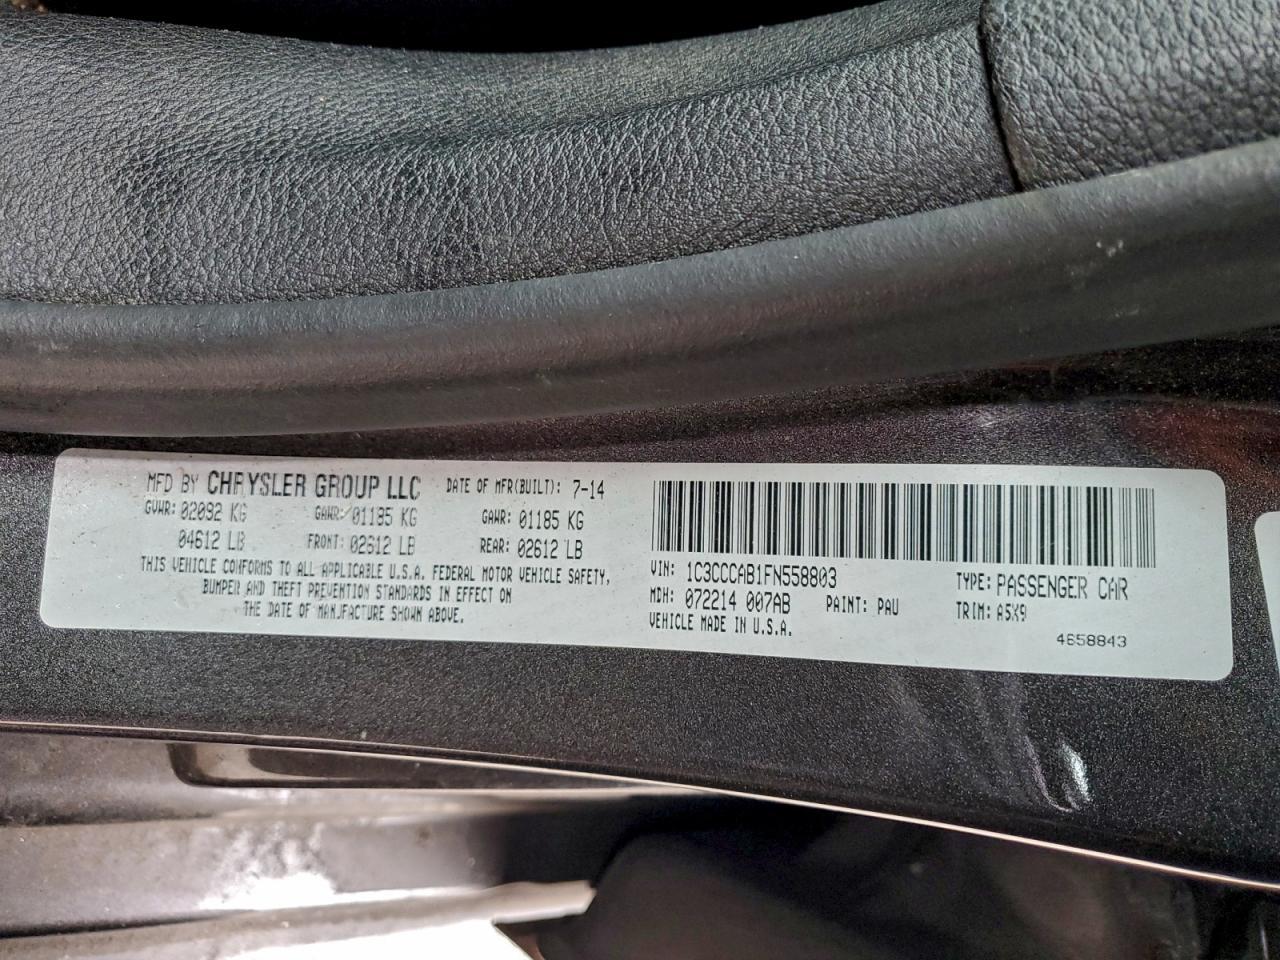 MFD BY CHRYSLER GROUP LLC DATE OF MFR(BUILT): 7-14
GVWR: 02092 KG GAWR: 01185 KG GAWR: 01185 KG
04612 LB FRONT: 02612 LB REAR: 02612 LB
THIS VEHICLE CONFORMS TO ALL APPLICABLE U.S.A. FEDERAL MOTOR VEHICLE SAFETY,
BUMPER AND THEFT PREVENTION STANDARDS IN EFFECT ON
THE DATE OF MANUFACTURE SHOWN ABOVE.
VIN: 1C3CCCAB1FN558803 TYPE: PASSENGER CAR
MDH: 072214 007AB PAINT: PAU TRIM: A5X9
VEHICLE MADE IN U.S.A.
4658843